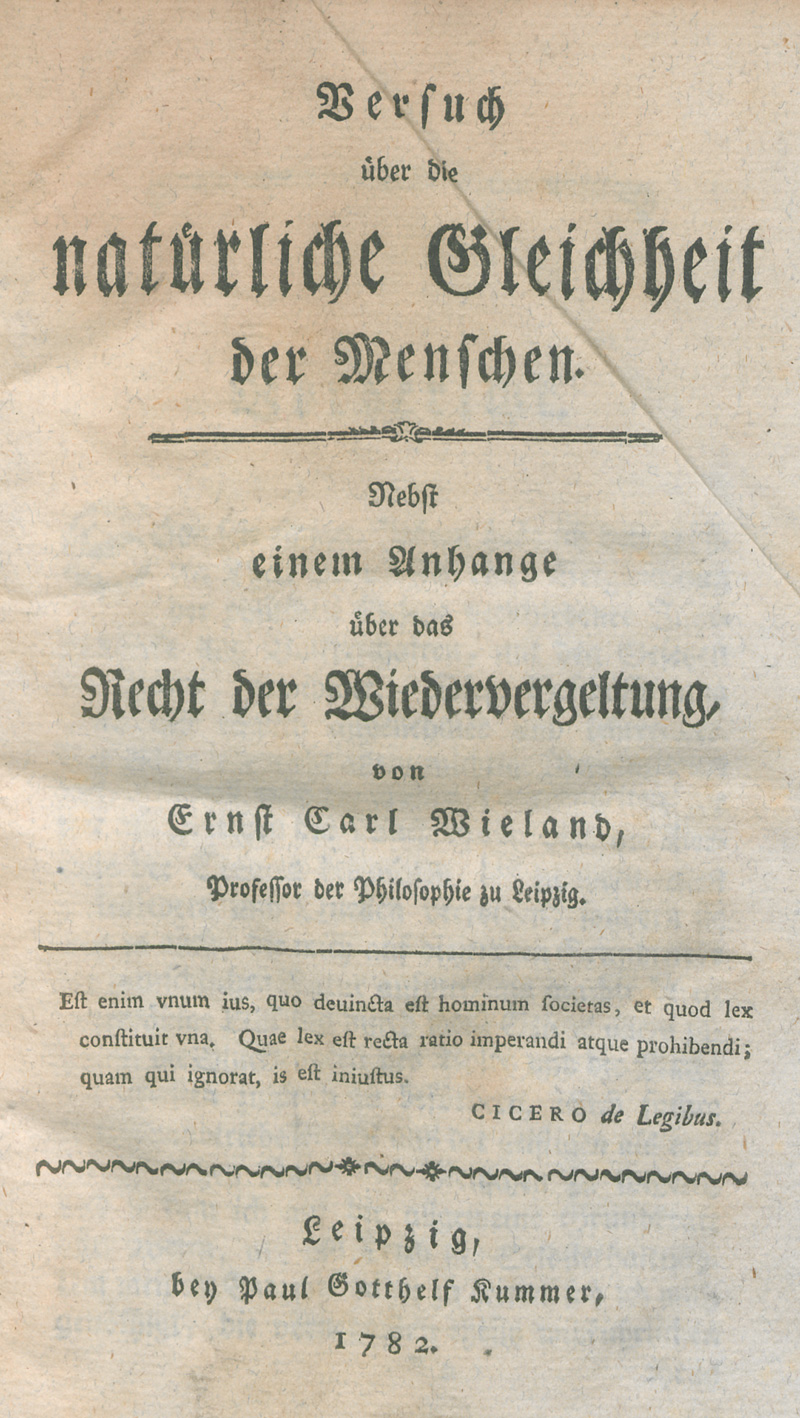 Versuch
über die
natürliche Gleichheit
der Menschen.
Nebst
einem Anhange
über das
Recht der Wiedervergeltung,
von
Ernst Carl Wieland,
Professor der Philosophie zu Leipzig.
Est enim vnum ius, quo deuincta est hominum societas, et quod lex
constituit vna. Quae lex est recta ratio imperandi atque prohibendi;
quam qui ignorat, is est iniustus.
CICERO de Legibus.
Leipzig,
bey Paul Gotthelf Kummer,
1782.